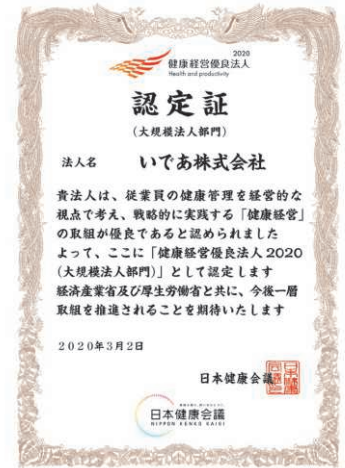 2020
健康経営優良法人
Health and productivity
認定証
(大規模法人部門)
法人名 いであ株式会社
貴法人は、従業員の健康管理を経営的な
視点で考え、戦略的に実践する「健康経営」
の取組が優良であると認められました
よって、ここに「健康経営優良法人2020
(大規模法人部門)」として認定します
経済産業省及び厚生労働省と共に、今後一層
取組を推進されることを期待いたします
2020年3月2日
日本健康会議
日本健康会議
NIPPON KENKO KAIGI